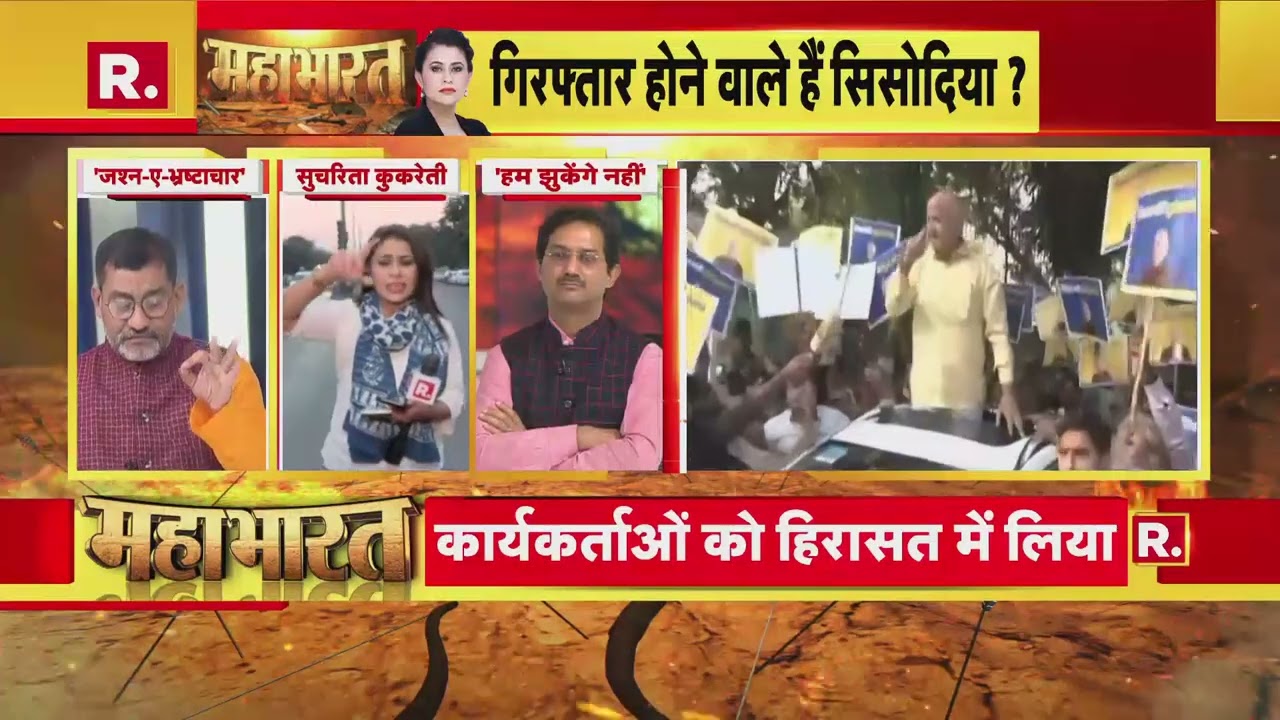 R.
महाभारत
गिरफ्तार होने वाले हैं सिसोदिया ?
'जश्न-ए-भ्रष्टाचार'
सुचरिता कुकरेती
'हम झुकेंगे नहीं'
R.
महाभारत
कार्यकर्ताओं को हिरासत में लिया
R.